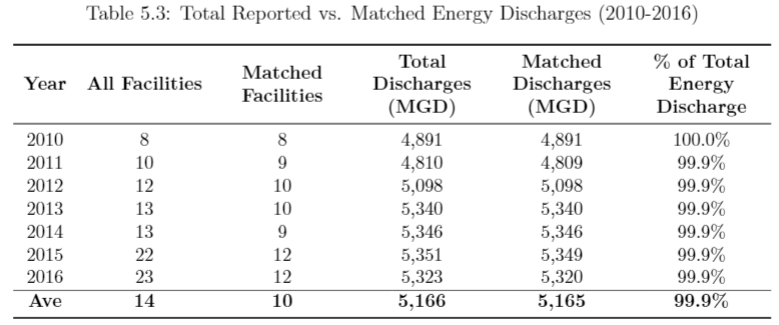 Table 5.3: Total Reported vs. Matched Energy Discharges (2010-2016)
Year All Facilities Matched Facilities Total Discharges (MGD) Matched Discharges (MGD) % of Total Energy Discharge
2010 8 8 4,891 4,891 100.0%
2011 10 9 4,810 4,809 99.9%
2012 12 10 5,098 5,098 99.9%
2013 13 10 5,340 5,340 99.9%
2014 13 9 5,346 5,346 99.9%
2015 22 12 5,351 5,349 99.9%
2016 23 12 5,323 5,320 99.9%
Ave 14 10 5,166 5,165 99.9%